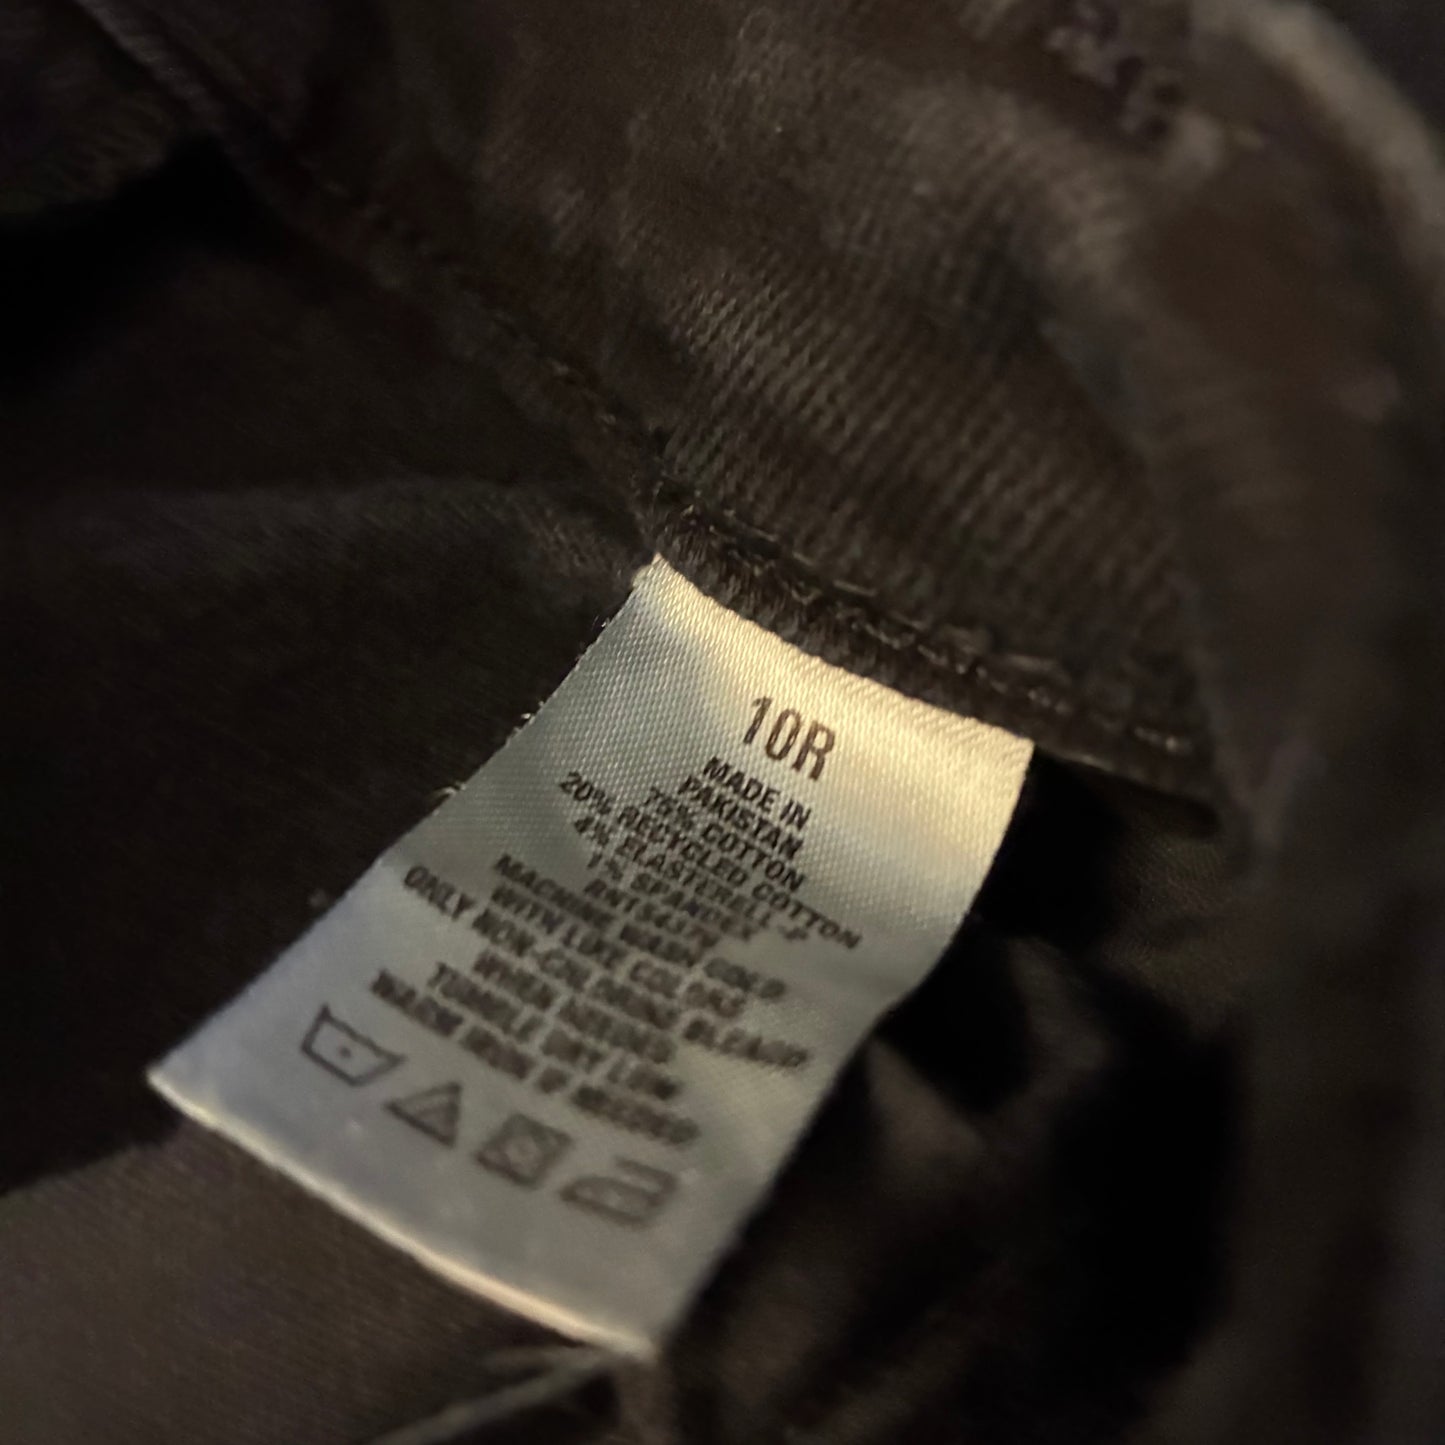 10R
MADE IN
PAKISTAN
75% COTTON
20% RECYCLED COTTON
4% ELASTERELL-P
1% SPANDEX
RN154379
MACHINE WASH COLD
WITH LIKE COLORS
ONLY NON-CHLORINE BLEACH
WHEN NEEDED
TUMBLE DRY LOW
WARM IRON IF NEEDED